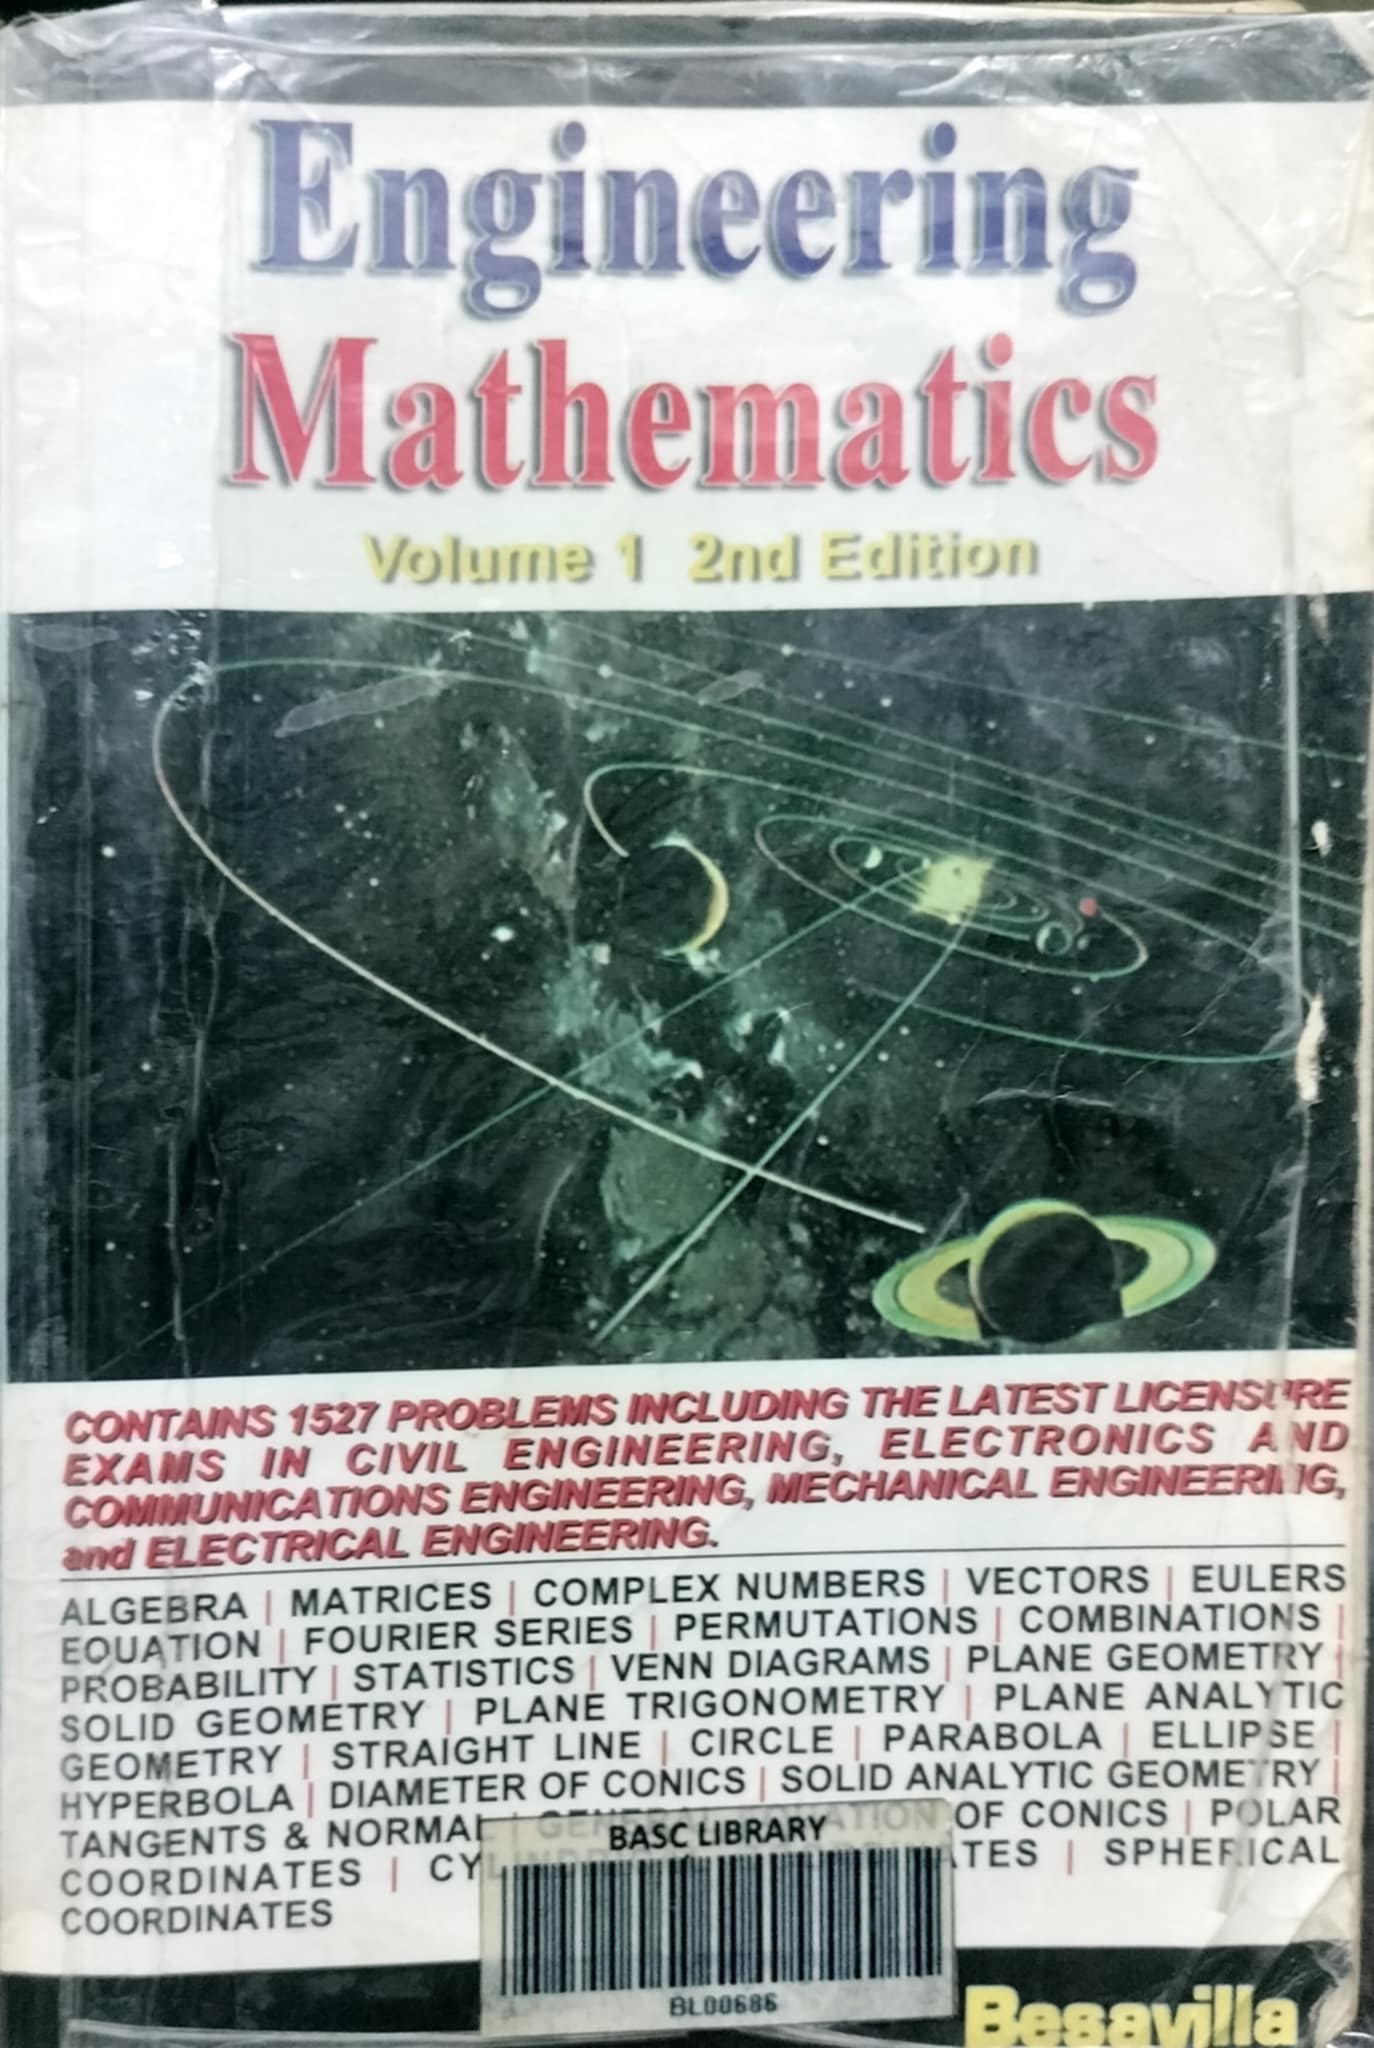 Engineering
Mathematics
Volume 1 2nd Edition
CONTAINS 1527 PROBLEMS INCLUDING THE LATEST LICENSURE
EXAMS IN CIVIL ENGINEERING, ELECTRONICS AND
COMMUNICATIONS ENGINEERING, MECHANICAL ENGINEERING,
and ELECTRICAL ENGINEERING.
ALGEBRA | MATRICES | COMPLEX NUMBERS | VECTORS | EULERS
EQUATION | FOURIER SERIES | PERMUTATIONS | COMBINATIONS |
PROBABILITY | STATISTICS | VENN DIAGRAMS | PLANE GEOMETRY |
SOLID GEOMETRY | PLANE TRIGONOMETRY | PLANE ANALYTIC
GEOMETRY | STRAIGHT LINE | CIRCLE | PARABOLA | ELLIPSE |
HYPERBOLA | DIAMETER OF CONICS | SOLID ANALYTIC GEOMETRY |
TANGENTS & NORMAL | GENERAL EQUATION OF CONICS | POLAR
COORDINATES | SPHERICAL
COORDINATES
BASC LIBRARY
BL00686
Besavilla